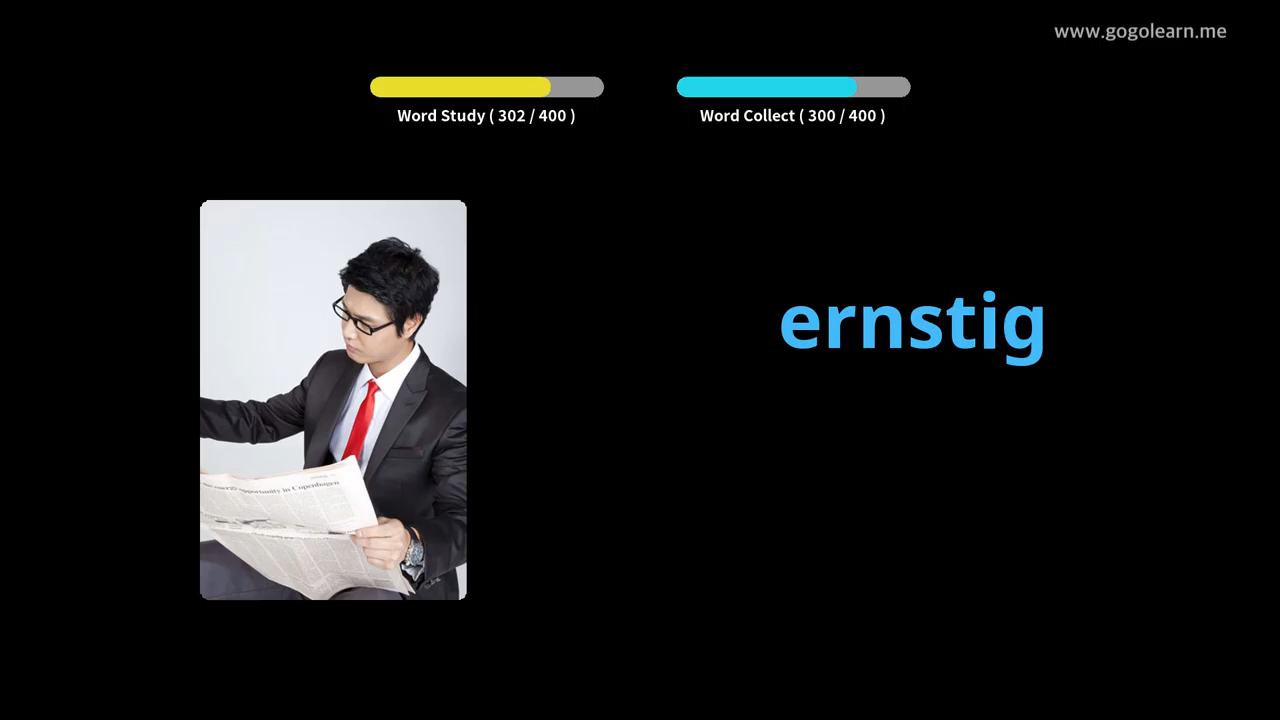 www.gogolearn.me
Word Study ( 302 / 400 )
Word Collect ( 300 / 400 )
ernstig
opportunity in Copenhagen